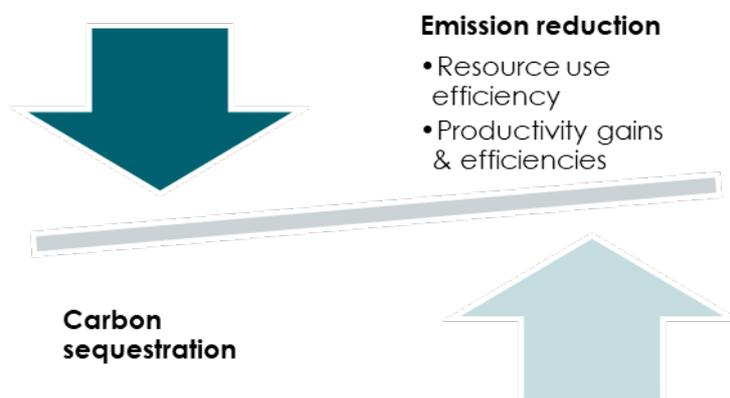 Emission reduction
•Resource use
efficiency
•Productivity gains
& efficiencies
Carbon
sequestration